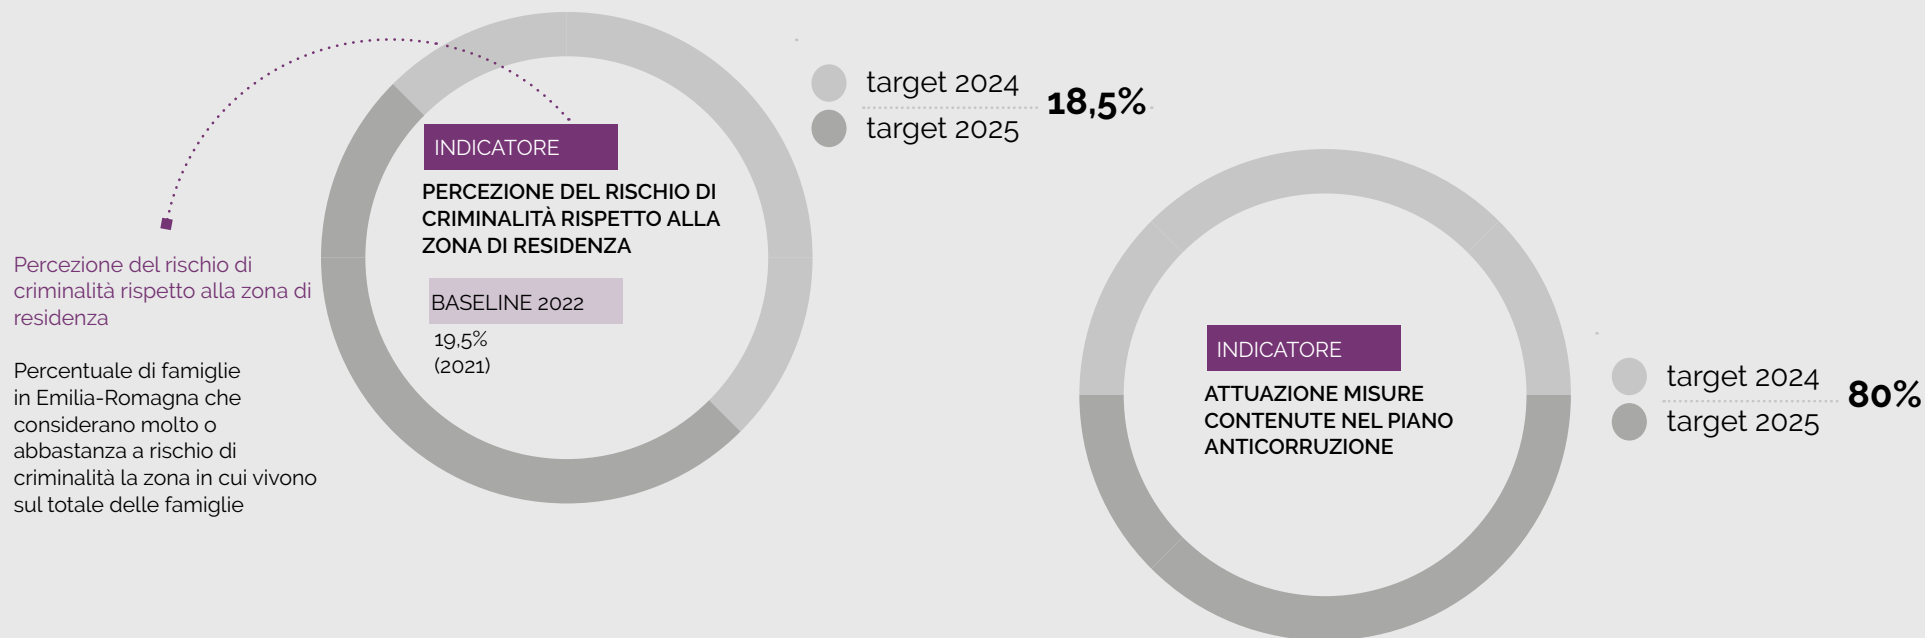 target 2024
target 2025
18,5%
INDICATORE
PERCEZIONE DEL RISCHIO DI
CRIMINALITÀ RISPETTO ALLA
ZONA DI RESIDENZA
BASELINE 2022
19,5%
(2021)
Percezione del rischio di
criminalità rispetto alla zona di
residenza
Percentuale di famiglie
in Emilia-Romagna che
considerano molto o
abbastanza a rischio di
criminalità la zona in cui vivono
sul totale delle famiglie
INDICATORE
ATTUAZIONE MISURE
CONTENUTE NEL PIANO
ANTICORRUZIONE
target 2024
target 2025
80%